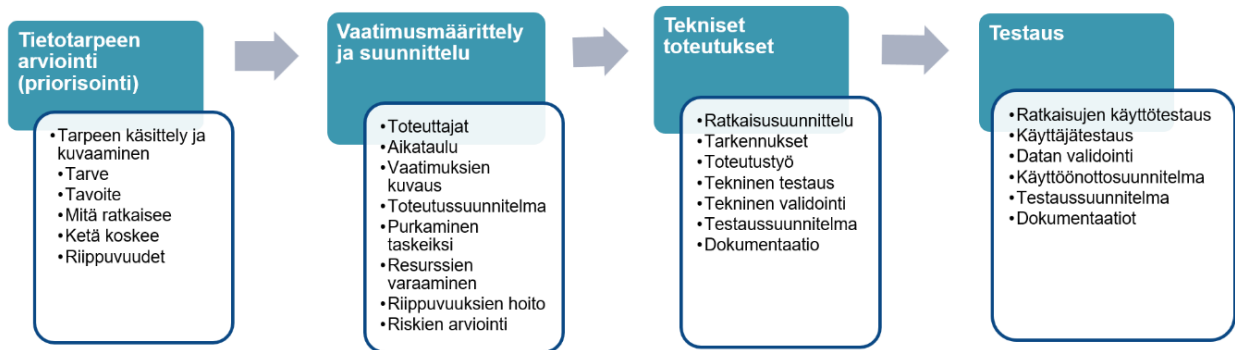 Tietotarpeen
arviointi
(priorisointi)
•Tarpeen käsittely ja
kuvaaminen
•Tarve
•Tavoite
•Mitä ratkaisee
•Ketä koskee
•Riippuvuudet
Vaatimusmäärittely
ja suunnittelu
•Toteuttajat
•Aikataulu
•Vaatimuksien
kuvaus
•Toteutussuunnitelma
•Purkaminen
taskeiksi
•Resurssien
varaaminen
•Riippuvuuksien hoito
•Riskien arviointi
Tekniset
toteutukset
•Ratkaisusuunnittelu
•Tarkennukset
•Toteutustyö
•Tekninen testaus
•Tekninen validointi
•Testaussuunnitelma
•Dokumentaatio
Testaus
•Ratkaisujen käyttötestaus
•Käyttäjätestaus
•Datan validointi
•Käyttöönottosuunnitelma
•Testaussuunnitelma
•Dokumentaatiot